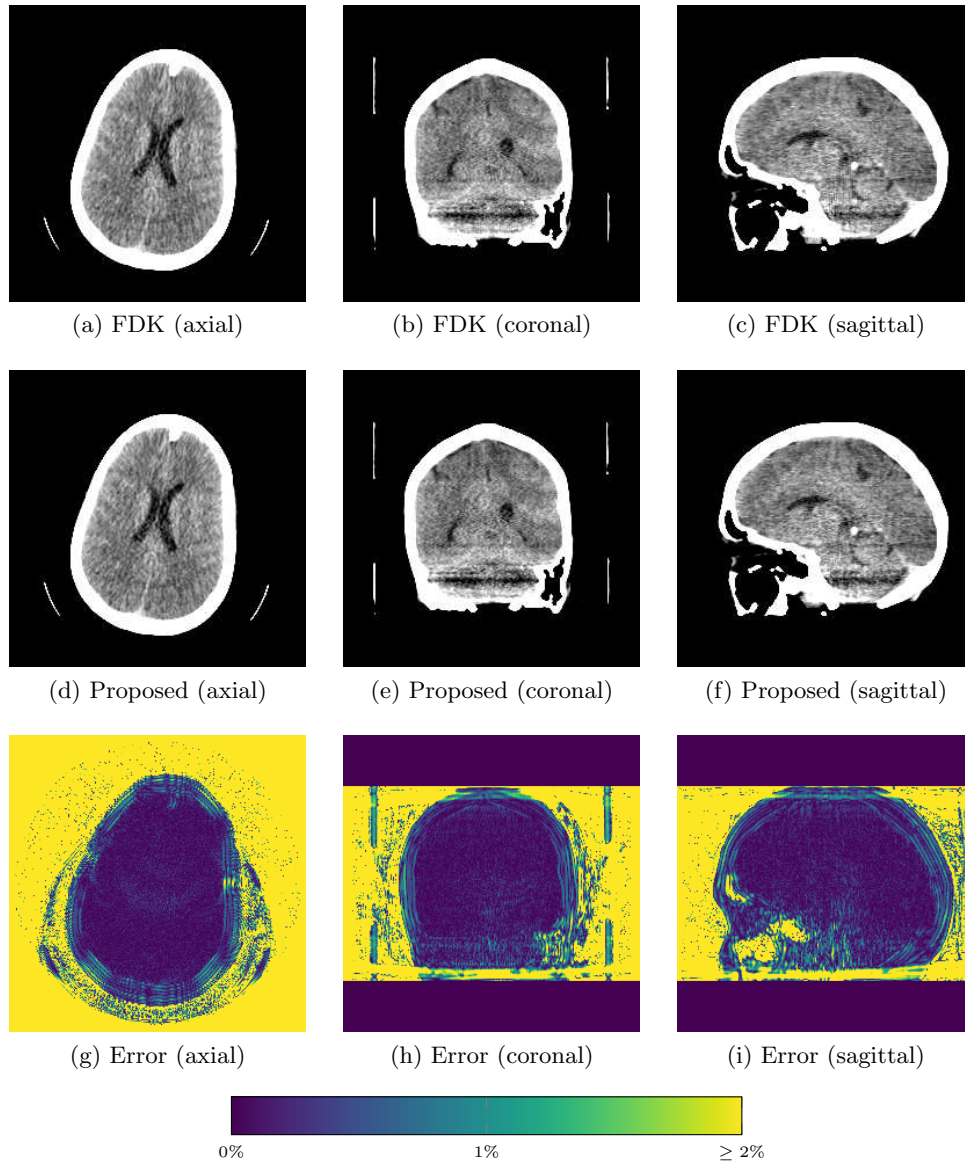 (a) FDK (axial)
(b) FDK (coronal)
(c) FDK (sagittal)
(d) Proposed (axial)
(e) Proposed (coronal)
(f) Proposed (sagittal)
(g) Error (axial)
(h) Error (coronal)
(i) Error (sagittal)
0%
1%
≥ 2%